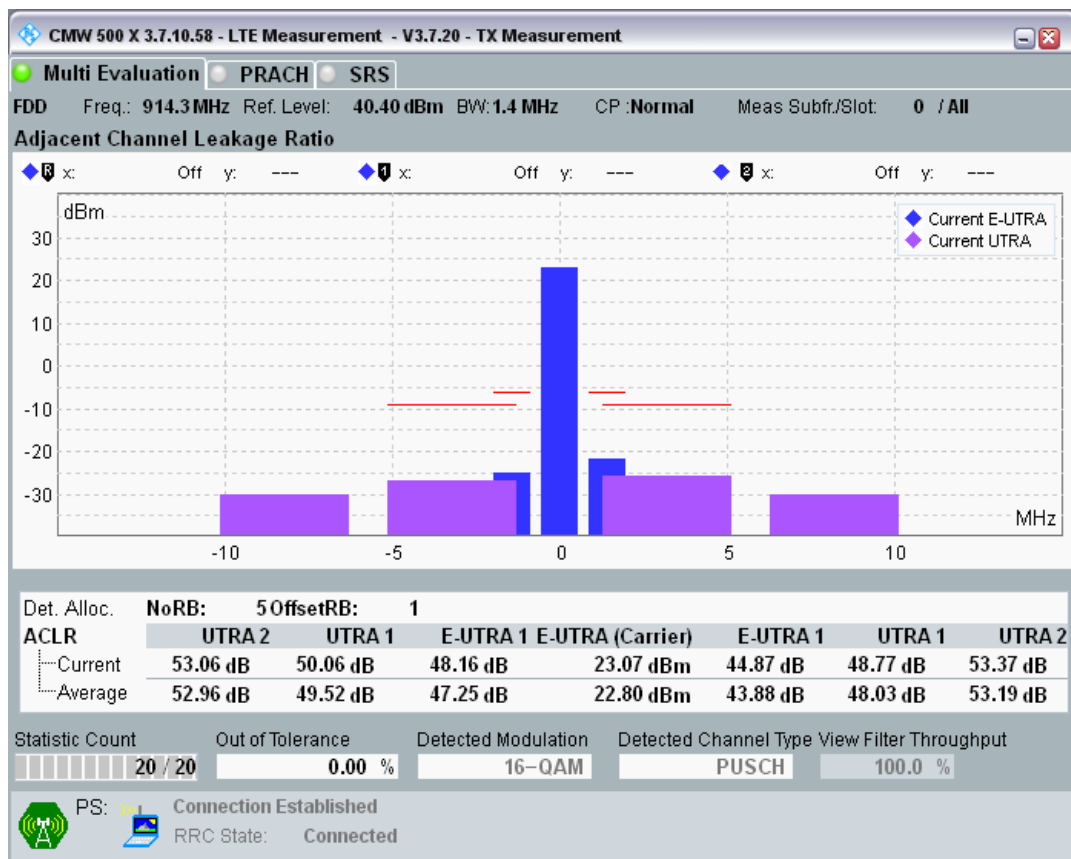 CMW 500 X 3.7.10.58 - LTE Measurement - V3.7.20 - TX Measurement
Multi Evaluation PRACH SRS
FDD Freq.: 914.3 MHz Ref. Level: 40.40 dBm BW: 1.4 MHz CP :Normal Meas Subfr./Slot: 0 / All
Adjacent Channel Leakage Ratio
R x: Off y: --- 1 x: Off y: --- 2 x: Off y: ---
dBm
Current E-UTRA
Current UTRA
30
20
10
0
-10
-20
-30
MHz
-10 -5 0 5 10
Det. Alloc. NoRB: 5 OffsetRB: 1
ACLR UTRA 2 UTRA 1 E-UTRA 1 E-UTRA (Carrier) E-UTRA 1 UTRA 1 UTRA 2
Current 53.06 dB 50.06 dB 48.16 dB 23.07 dBm 44.87 dB 48.77 dB 53.37 dB
Average 52.96 dB 49.52 dB 47.25 dB 22.80 dBm 43.88 dB 48.03 dB 53.19 dB
Statistic Count Out of Tolerance Detected Modulation Detected Channel Type View Filter Throughput
20 / 20 0.00 % 16-QAM PUSCH 100.0 %
PS: Connection Established
RRC State: Connected